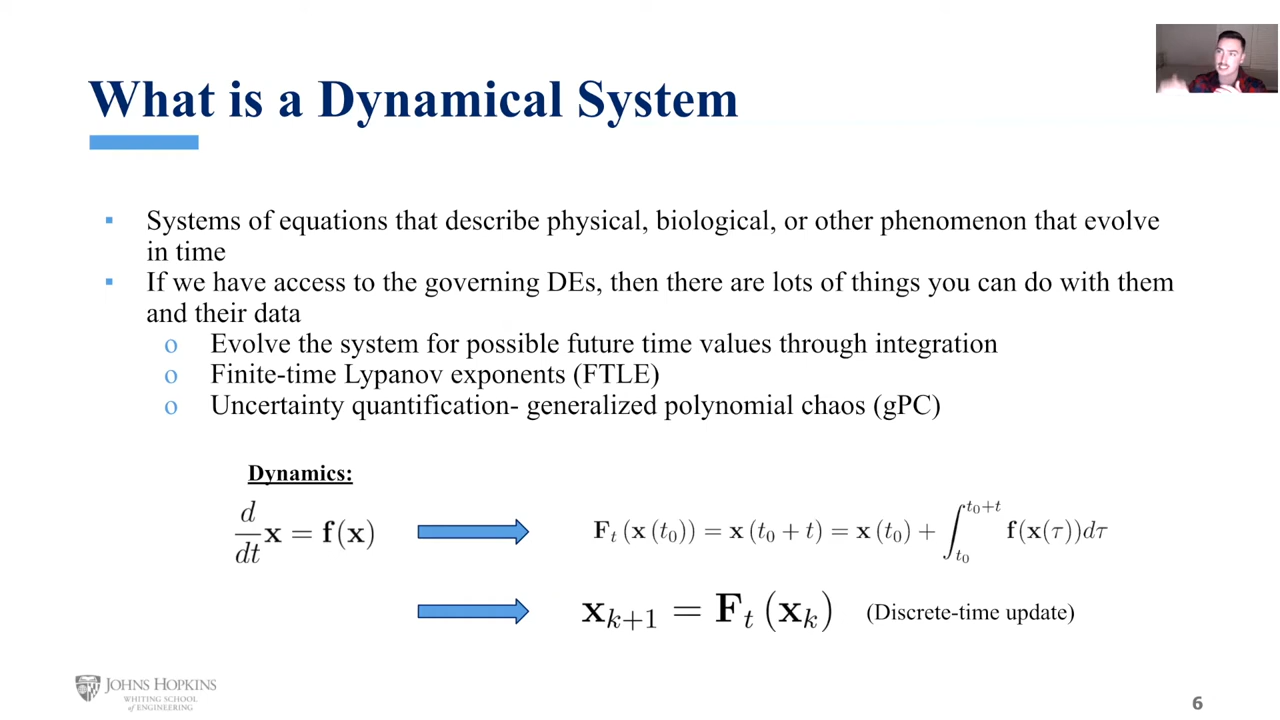 What is a Dynamical System
▪ Systems of equations that describe physical, biological, or other phenomenon that evolve
in time
▪ If we have access to the governing DEs, then there are lots of things you can do with them
and their data
o Evolve the system for possible future time values through integration
o Finite-time Lypanov exponents (FTLE)
o Uncertainty quantification- generalized polynomial chaos (gPC)
Dynamics:
d/dt x = f(x)
F_t (x (t_0)) = x (t_0 + t) = x (t_0) + ∫_{t_0}^{t_0+t} f(x(τ))dτ
x_{k+1} = F_t (x_k) (Discrete-time update)
JOHNS HOPKINS
WHITING SCHOOL
of ENGINEERING
6